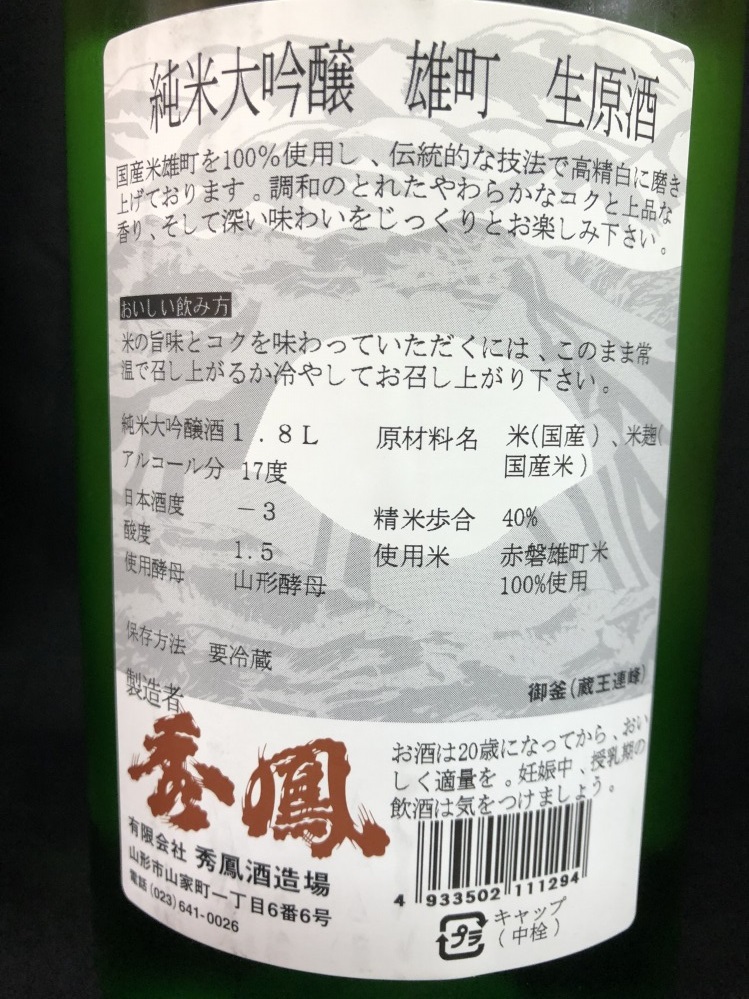 純米大吟醸 雄町 生原酒
国産米雄町を100％使用し、伝統的な技法で高精白に磨き
上げております。調和のとれたやわらかなコクと上品な
香り、そして深い味わいをじっくりとお楽しみ下さい。
おいしい飲み方
米の旨味とコクを味わっていただくには、このまま常
温で召し上がるか冷やしてお召し上がり下さい。
純米大吟醸酒 1.8L 原材料名 米(国産)、米麹(
国産米)
アルコール分 17度
日本酒度 －3 精米歩合 40%
酸度 1.5 使用米 赤磐雄町米
100%使用
使用酵母 山形酵母
保存方法 要冷蔵
御釜(蔵王連峰)
製造者
秀鳳
有限会社 秀鳳酒造場
山形市山家町一丁目6番6号
電話(023)641-0026
お酒は20歳になってから、おい
しく適量を。妊娠中、授乳期の
飲酒は気をつけましょう。
4 933502 111294
プラ
キャップ
(中栓)